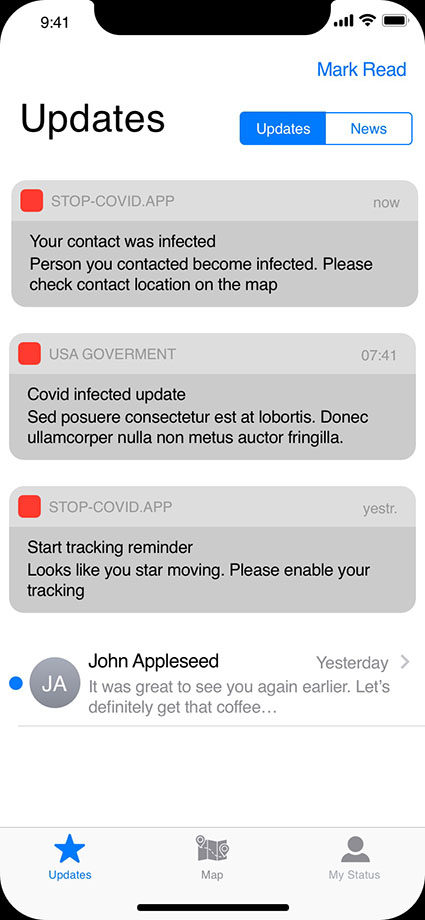 9:41
Mark Read
Updates
Updates
News
STOP-COVID.APP
now
Your contact was infected
Person you contacted become infected. Please
check contact location on the map
USA GOVERMENT
07:41
Covid infected update
Sed posuere consectetur est at lobortis. Donec
ullamcorper nulla non metus auctor fringilla.
STOP-COVID.APP
yestr.
Start tracking reminder
Looks like you star moving. Please enable your
tracking
JA
John Appleseed
Yesterday
It was great to see you again earlier. Let’s
definitely get that coffee…
Updates
Map
My Status